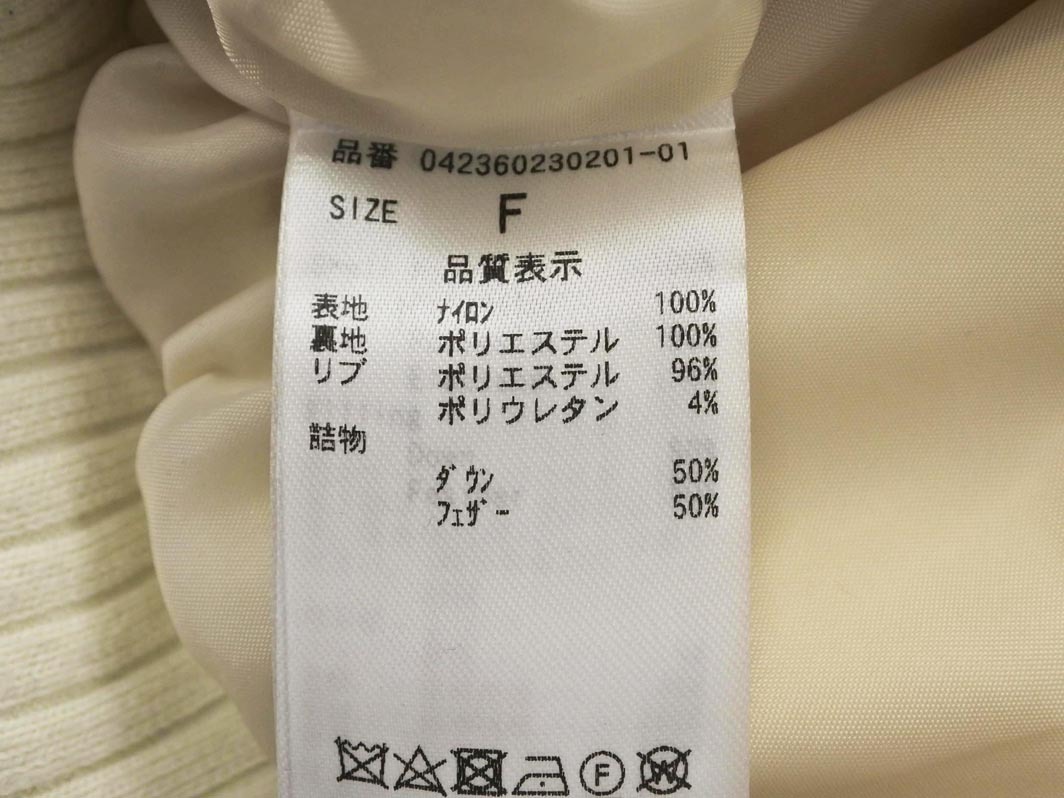 品番 042360230201-01
SIZE F
品質表示
表地 ﾅｲﾛﾝ 100%
裏地 ポリエステル 100%
リブ ポリエステル 96%
ポリウレタン 4%
詰物
ﾀﾞｳﾝ 50%
ﾌｪｻﾞｰ 50%
F W